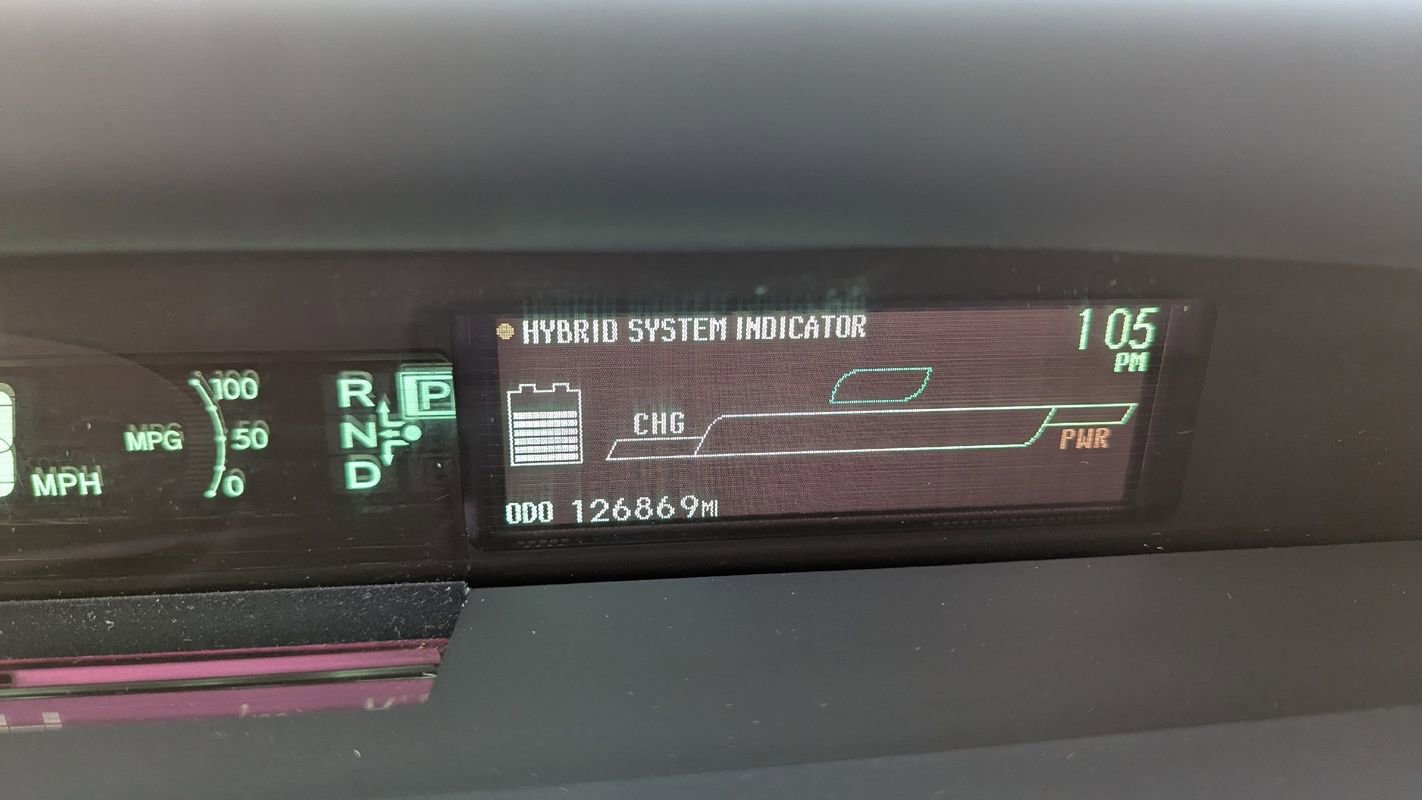 HYBRID SYSTEM INDICATOR
1 05
PM
100
R
P
MPG
50
N
CHG
PWR
MPH
0
D
ODO 126869MI